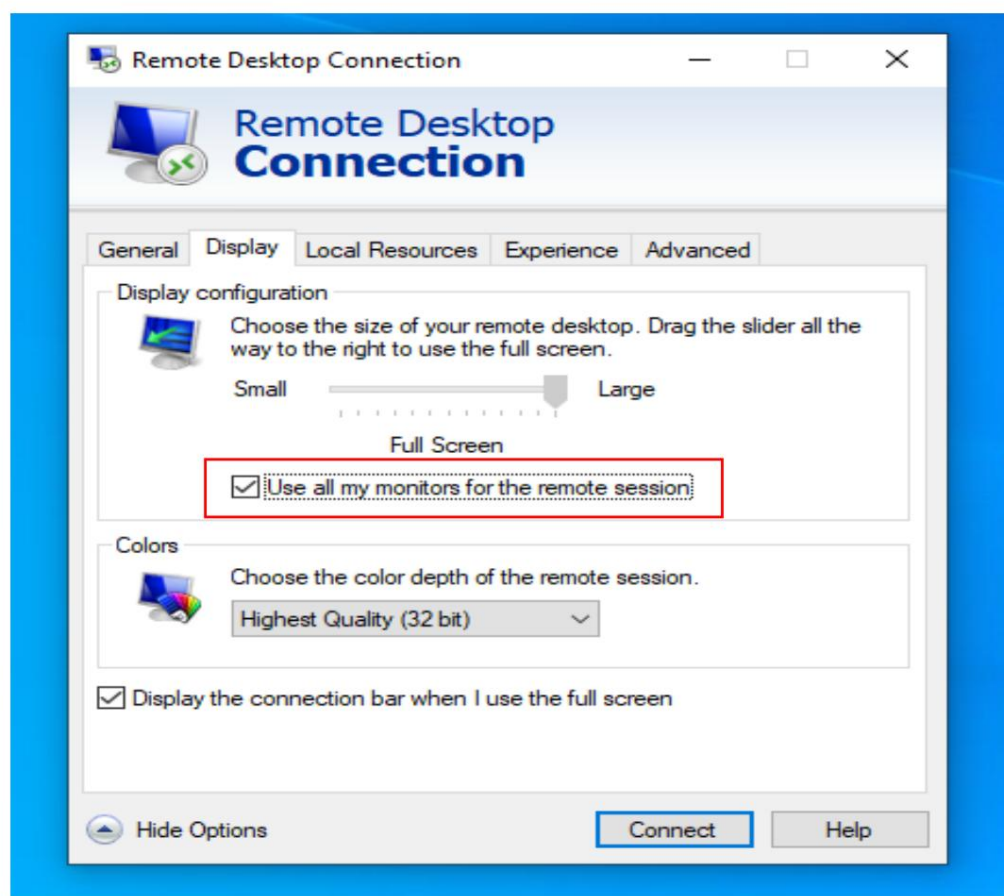 Remote Desktop Connection
Remote Desktop
Connection
General Display Local Resources Experience Advanced
Display configuration
Choose the size of your remote desktop. Drag the slider all the
way to the right to use the full screen.
Small Large
Full Screen
Use all my monitors for the remote session
Colors
Choose the color depth of the remote session.
Highest Quality (32 bit)
Display the connection bar when I use the full screen
Hide Options Connect Help